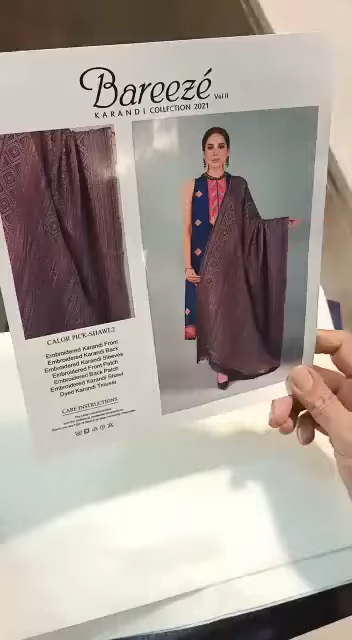 Bareezé Vol II
KARANDI COLLECTION 2021
CALOR PICK-SHAWL2
Embroidered Karandi Front
Embroidered Karandi Back
Embroidered Karandi Sleeves
Embroidered Front Patch
Embroidered Back Patch
Embroidered Karandi Shawl
Dyed Karandi Trouser
CARE INSTRUCTIONS